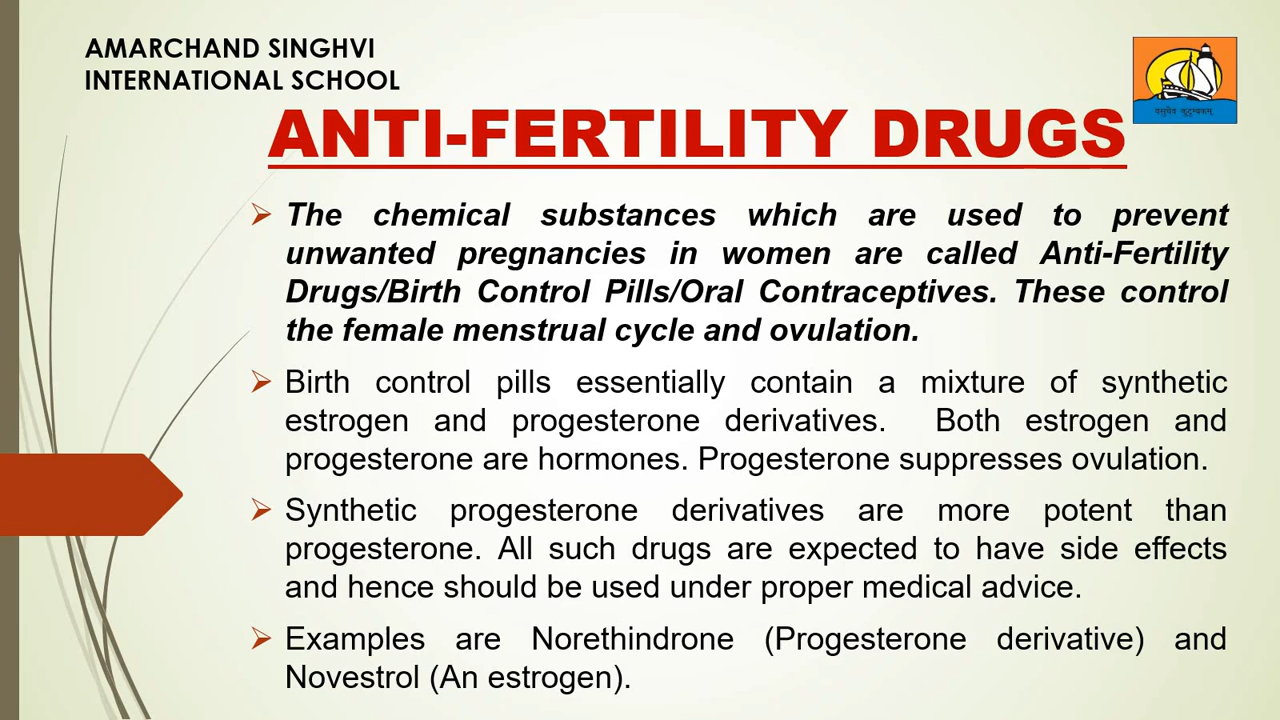 AMARCHAND SINGHVI
INTERNATIONAL SCHOOL
ANTI-FERTILITY DRUGS
The chemical substances which are used to prevent
unwanted pregnancies in women are called Anti-Fertility
Drugs/Birth Control Pills/Oral Contraceptives. These control
the female menstrual cycle and ovulation.
Birth control pills essentially contain a mixture of synthetic
estrogen and progesterone derivatives. Both estrogen and
progesterone are hormones. Progesterone suppresses ovulation.
Synthetic progesterone derivatives are more potent than
progesterone. All such drugs are expected to have side effects
and hence should be used under proper medical advice.
Examples are Norethindrone (Progesterone derivative) and
Novestrol (An estrogen).